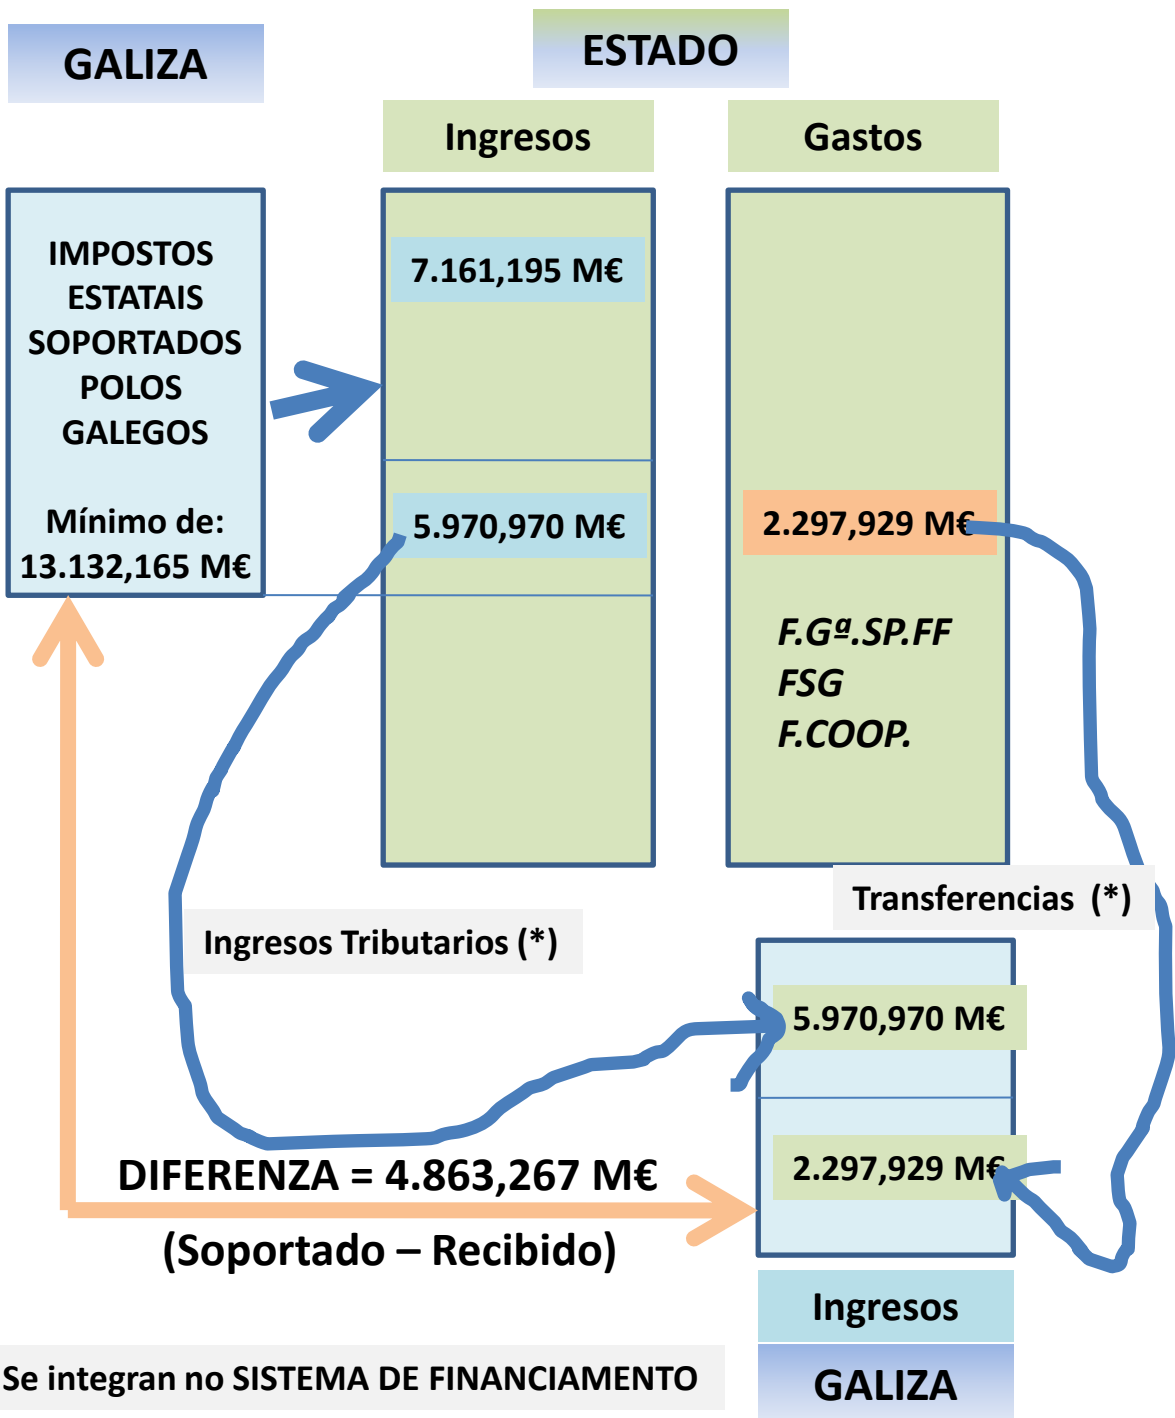 GALIZA
ESTADO
Ingresos
Gastos
IMPOSTOS
ESTATAIS
SOPORTADOS
POLOS
GALEGOS
Mínimo de:
13.132,165 M€
7.161,195 M€
5.970,970 M€
2.297,929 M€
F.Gª.SP.FF
FSG
F.COOP.
Transferencias (*)
Ingresos Tributarios (*)
5.970,970 M€
2.297,929 M€
DIFERENZA = 4.863,267 M€
(Soportado – Recibido)
Ingresos
GALIZA
Se integran no SISTEMA DE FINANCIAMENTO